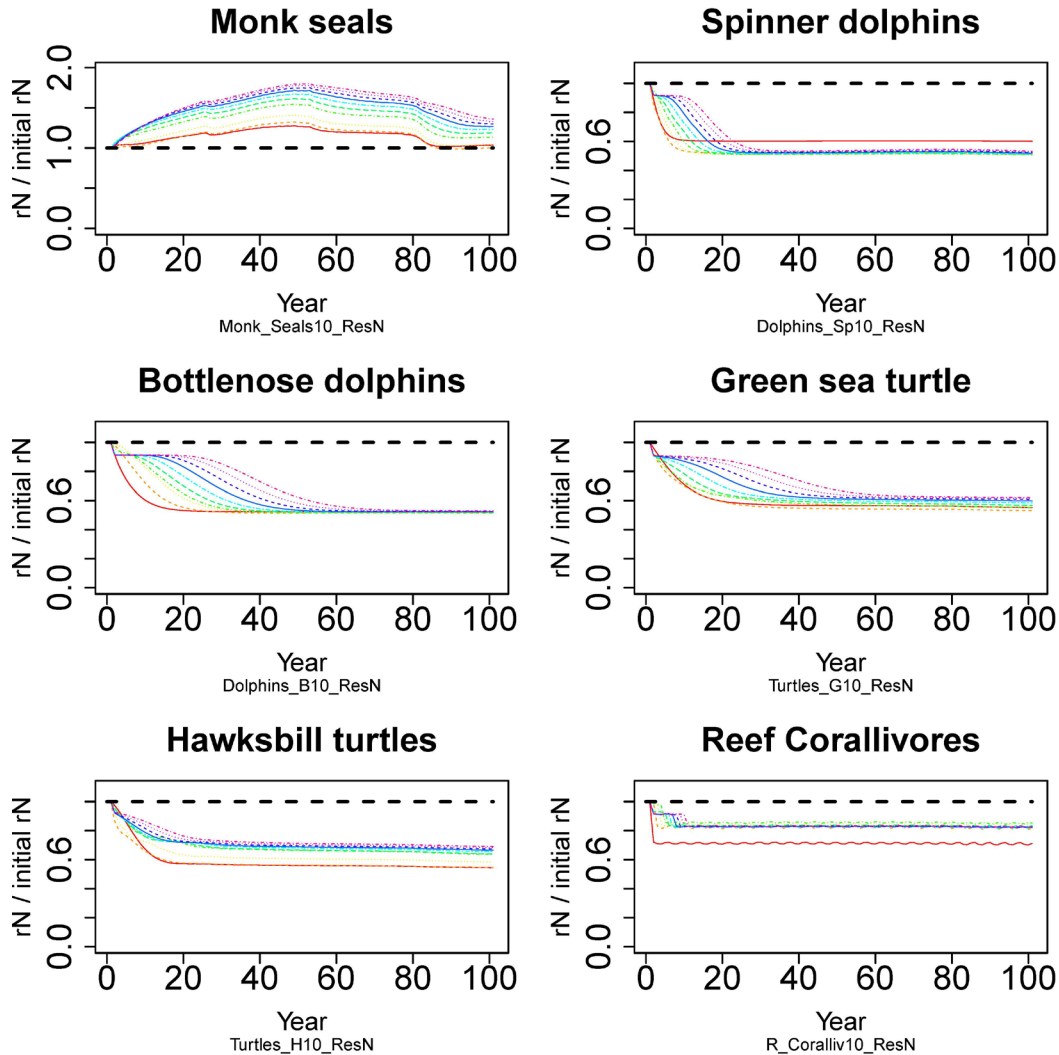 Monk seals
rN / initial rN
0.0 1.0 2.0
0 20 40 60 80 100
Year
Monk_Seals10_ResN
Spinner dolphins
rN / initial rN
0.0 0.6
0 20 40 60 80 100
Year
Dolphins_Sp10_ResN
Bottlenose dolphins
rN / initial rN
0.0 0.6
0 20 40 60 80 100
Year
Dolphins_B10_ResN
Green sea turtle
rN / initial rN
0.0 0.6
0 20 40 60 80 100
Year
Turtles_G10_ResN
Hawksbill turtles
rN / initial rN
0.0 0.6
0 20 40 60 80 100
Year
Turtles_H10_ResN
Reef Corallivores
rN / initial rN
0.0 0.6
0 20 40 60 80 100
Year
R_Coralliv10_ResN